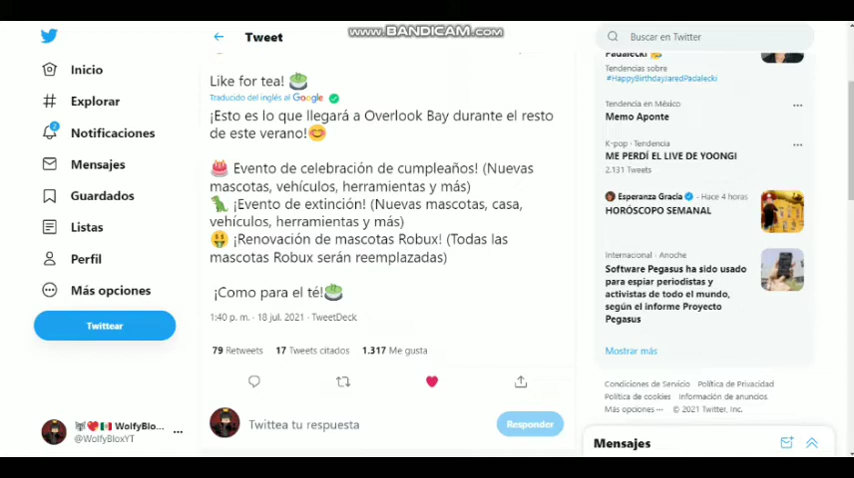 www.BANDICAM.com
Tweet
Buscar en Twitter
Inicio
Explorar
2
Notificaciones
Mensajes
Guardados
Listas
Perfil
Más opciones
Twittear
WolfyBlo...
@WolfyBloxYT
Like for tea! 🍵
Traducido del inglés al Google
¡Esto es lo que llegará a Overlook Bay durante el resto
de este verano!😊
🎂 Evento de celebración de cumpleaños! (Nuevas
mascotas, vehículos, herramientas y más)
🦖 ¡Evento de extinción! (Nuevas mascotas, casa,
vehículos, herramientas y más)
🤑 ¡Renovación de mascotas Robux! (Todas las
mascotas Robux serán reemplazadas)
¡Como para el té!🍵
1:40 p. m. · 18 jul. 2021 · TweetDeck
79 Retweets 17 Tweets citados 1.317 Me gusta
Twittea tu respuesta
Responder
Padalecki
Tendencias sobre
#HappyBirthdayJaredPadalecki
Tendencia en México
Memo Aponte
K-pop · Tendencia
ME PERDÍ EL LIVE DE YOONGI
2.131 Tweets
Esperanza Gracia · Hace 4 horas
HORÓSCOPO SEMANAL
Internacional · Anoche
Software Pegasus ha sido usado
para espiar periodistas y
activistas de todo el mundo,
según el informe Proyecto
Pegasus
Mostrar más
Condiciones de Servicio Política de Privacidad
Política de cookies Información de anuncios
Más opciones ··· © 2021 Twitter, Inc.
Mensajes